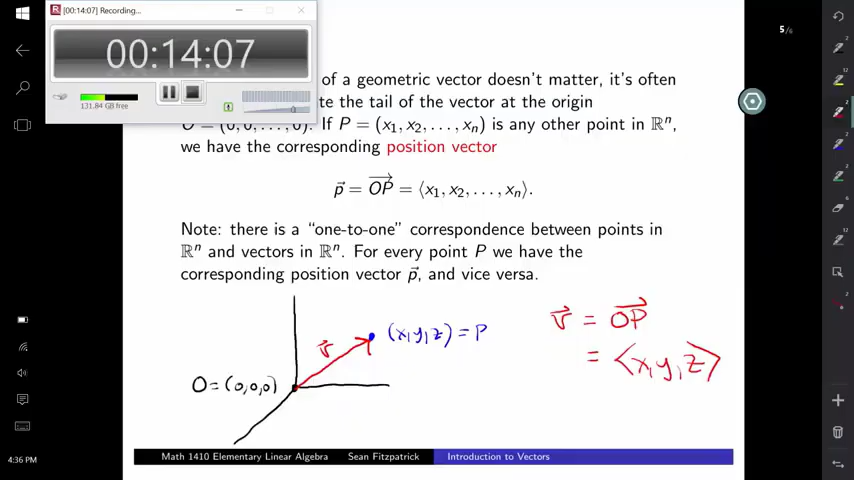 [00:14:07] Recording...
00:14:07
131.84 GB free
5/6
of a geometric vector doesn't matter, it's often
te the tail of the vector at the origin
O = (0, 0, . . . , 0). If P = (x₁, x₂, . . . , xₙ) is any other point in ℝⁿ,
we have the corresponding position vector
p⃗ = O͞P⃗ = ⟨x₁, x₂, . . . , xₙ⟩.
Note: there is a “one-to-one” correspondence between points in
ℝⁿ and vectors in ℝⁿ. For every point P we have the
corresponding position vector p⃗, and vice versa.
v⃗ = OP⃗
= ⟨x, y, z⟩
v⃗
(x, y, z) = P
O = (0, 0, 0)
Math 1410 Elementary Linear Algebra Sean Fitzpatrick Introduction to Vectors
4:36 PM